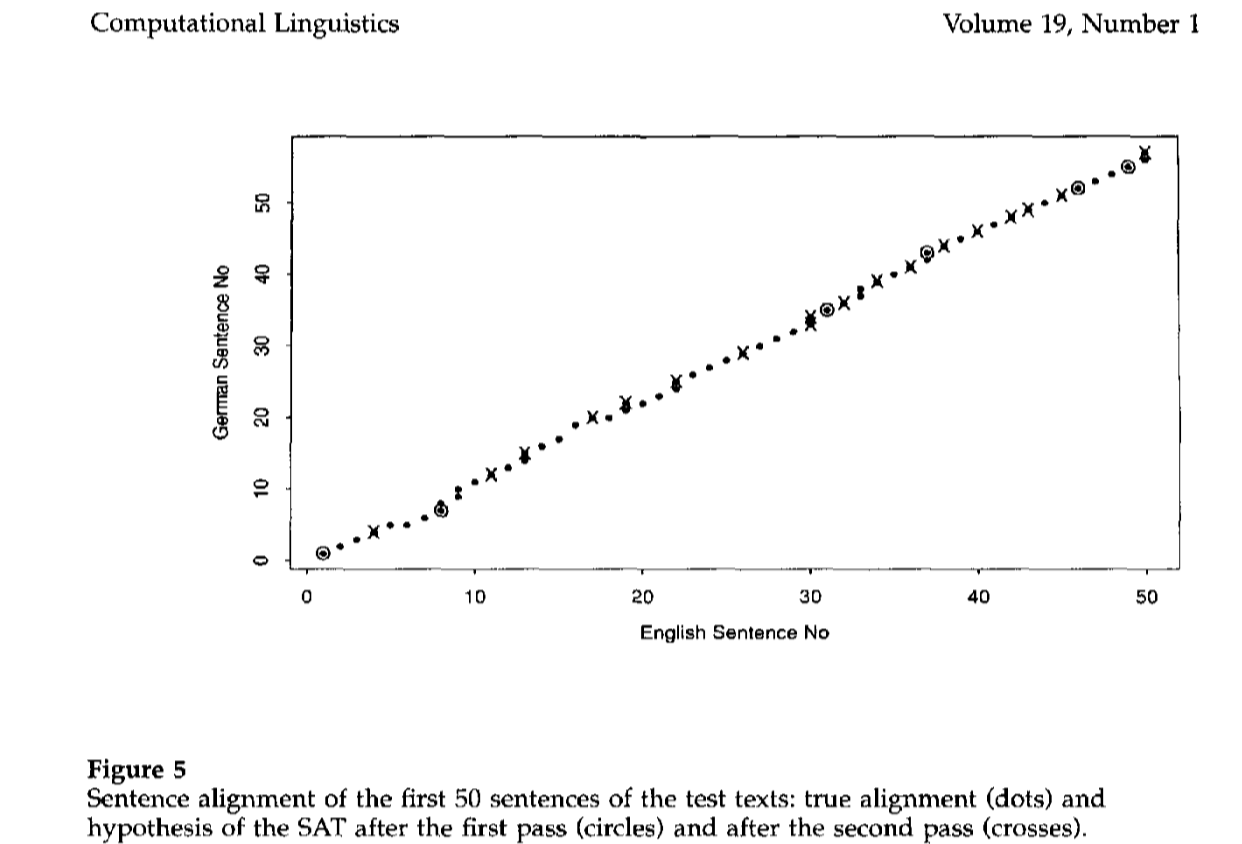 Computational Linguistics
Volume 19, Number 1
50
40
30
20
10
0
German Sentence No
0 10 20 30 40 50
English Sentence No
Figure 5
Sentence alignment of the first 50 sentences of the test texts: true alignment (dots) and
hypothesis of the SAT after the first pass (circles) and after the second pass (crosses).